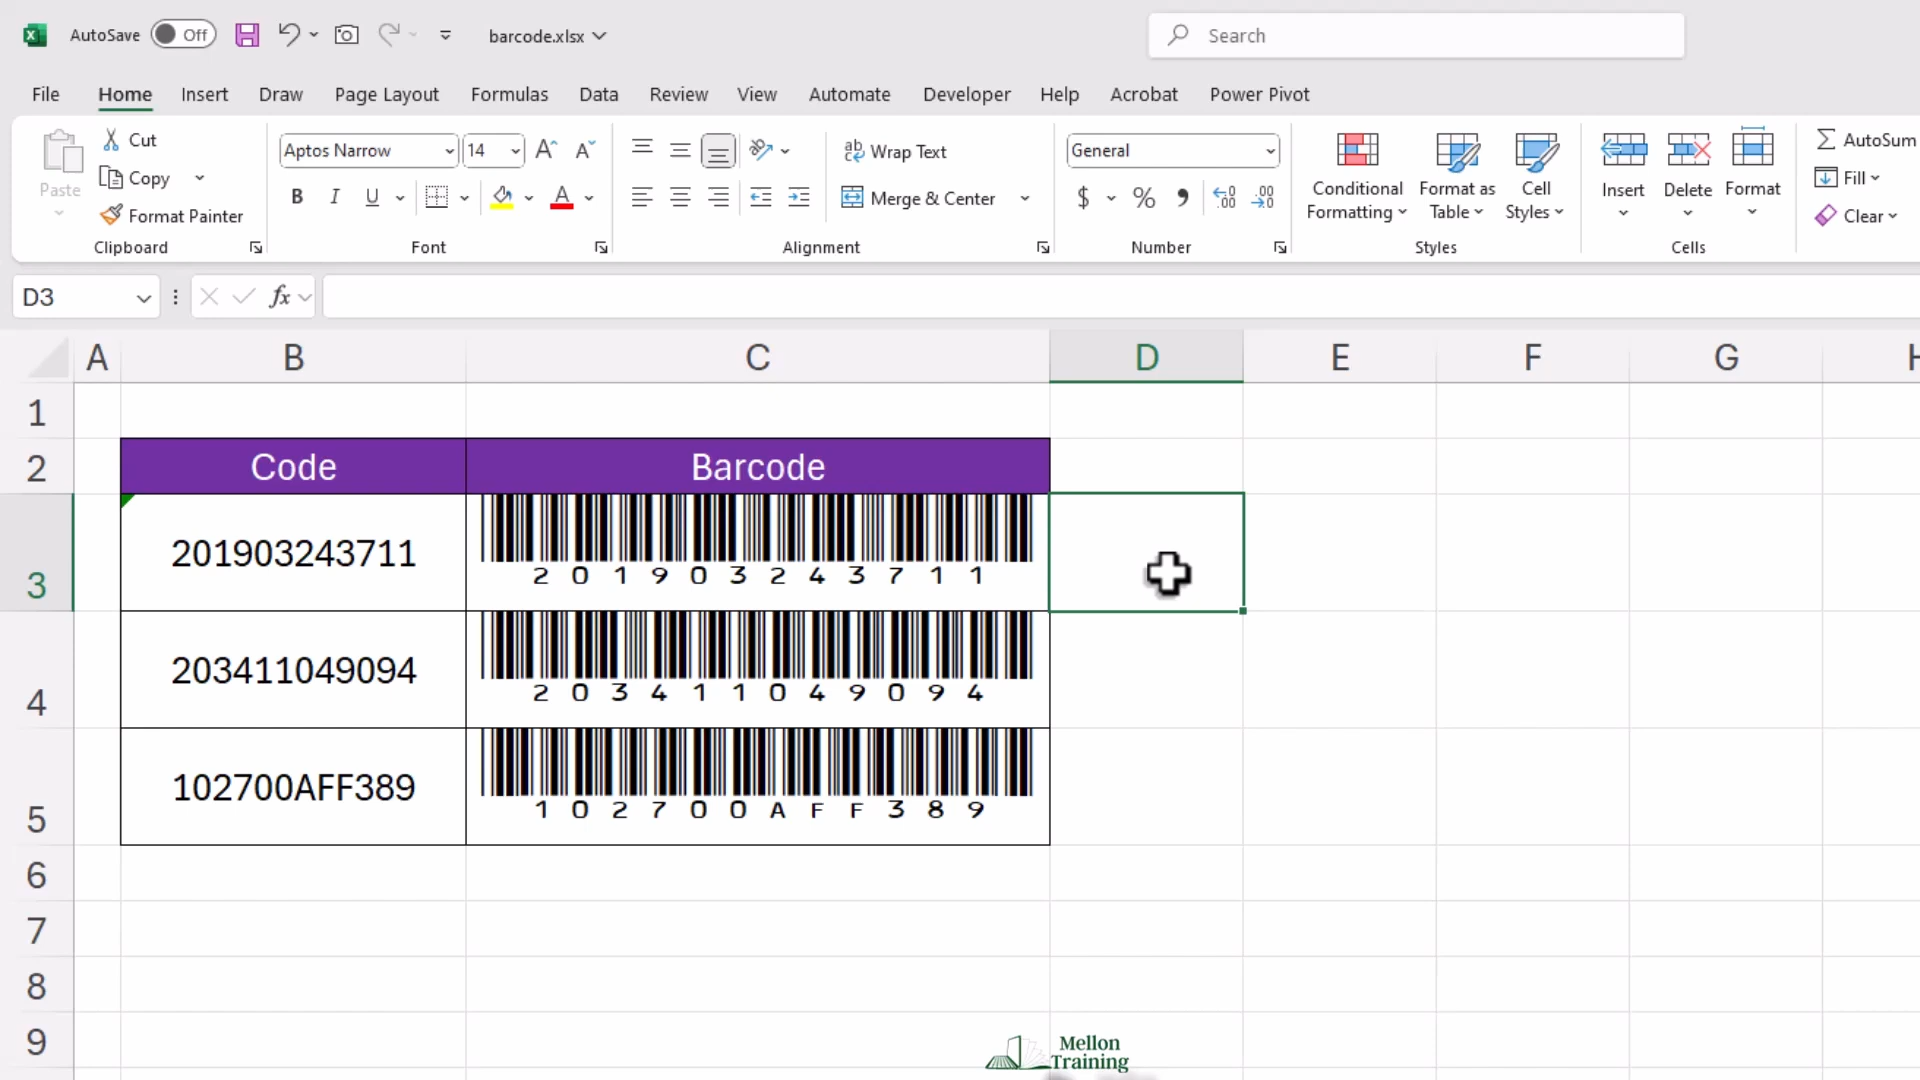 AutoSave Off barcode.xlsx Search
File Home Insert Draw Page Layout Formulas Data Review View Automate Developer Help Acrobat Power Pivot
Paste Cut Copy Format Painter Clipboard
Aptos Narrow 14 A A B I U A Font
ab Wrap Text Merge & Center Alignment
General $ % Number
Conditional Formatting Format as Table Cell Styles Styles
Insert Delete Format Cells
AutoSum Fill Clear
D3 fx
A B C D E F G
1
2 Code Barcode
3 201903243711 2 0 1 9 0 3 2 4 3 7 1 1
4 203411049094 2 0 3 4 1 1 0 4 9 0 9 4
5 102700AFF389 1 0 2 7 0 0 A F F 3 8 9
6
7
8
9
Mellon
Training